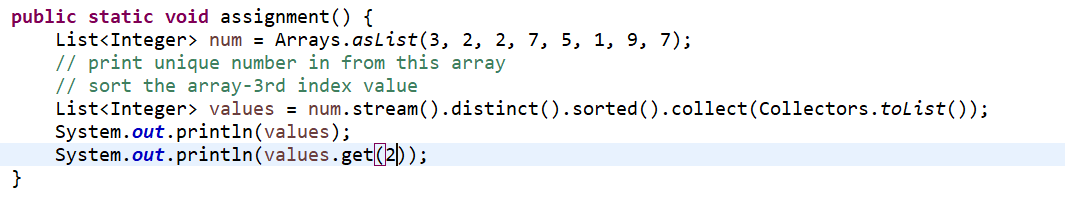 public static void assignment() {
    List<Integer> num = Arrays.asList(3, 2, 2, 7, 5, 1, 9, 7);
    // print unique number in from this array
    // sort the array-3rd index value
    List<Integer> values = num.stream().distinct().sorted().collect(Collectors.toList());
    System.out.println(values);
    System.out.println(values.get(2));
}